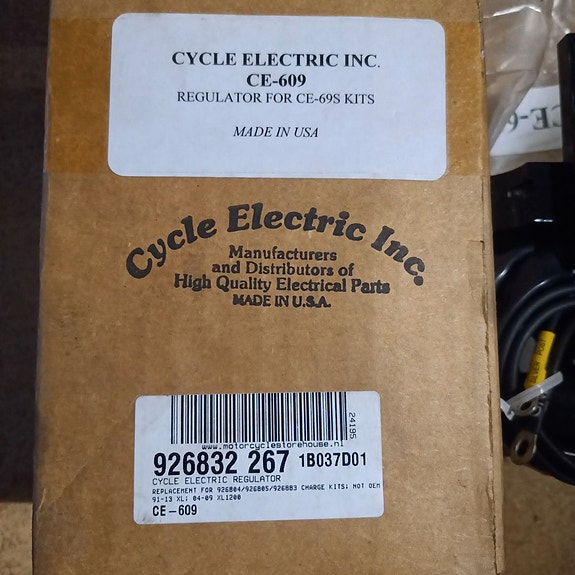 CYCLE ELECTRIC INC.
CE-609
REGULATOR FOR CE-69S KITS
MADE IN USA
Cycle Electric Inc.
Manufacturers
and Distributors of
High Quality Electrical Parts
MADE IN U.S.A.
24195
www.motorcyclestorehouse.nl
926832 267 1B037D01
CYCLE ELECTRIC REGULATOR
REPLACEMENT FOR 926804/926805/926883 CHARGE KITS; NOT OEM
91-13 XL; 04-09 XL1200
CE-609